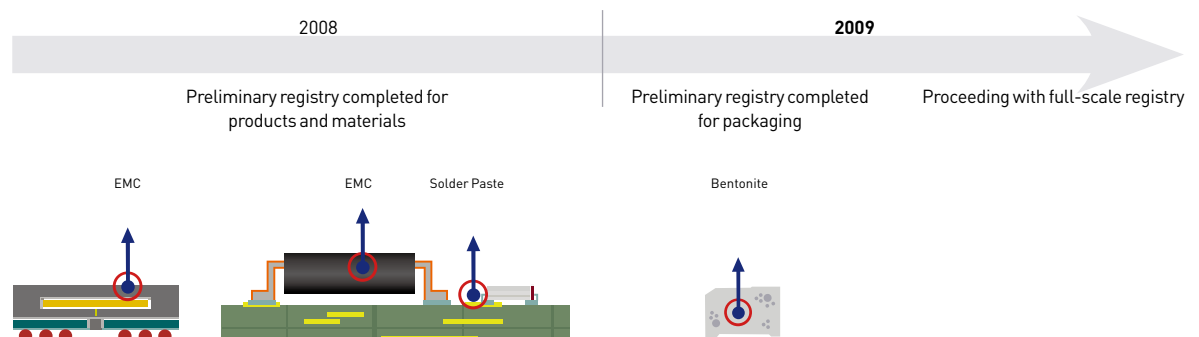 2008
2009
Preliminary registry completed for
products and materials
Preliminary registry completed
for packaging
Proceeding with full-scale registry
EMC
EMC
Solder Paste
Bentonite